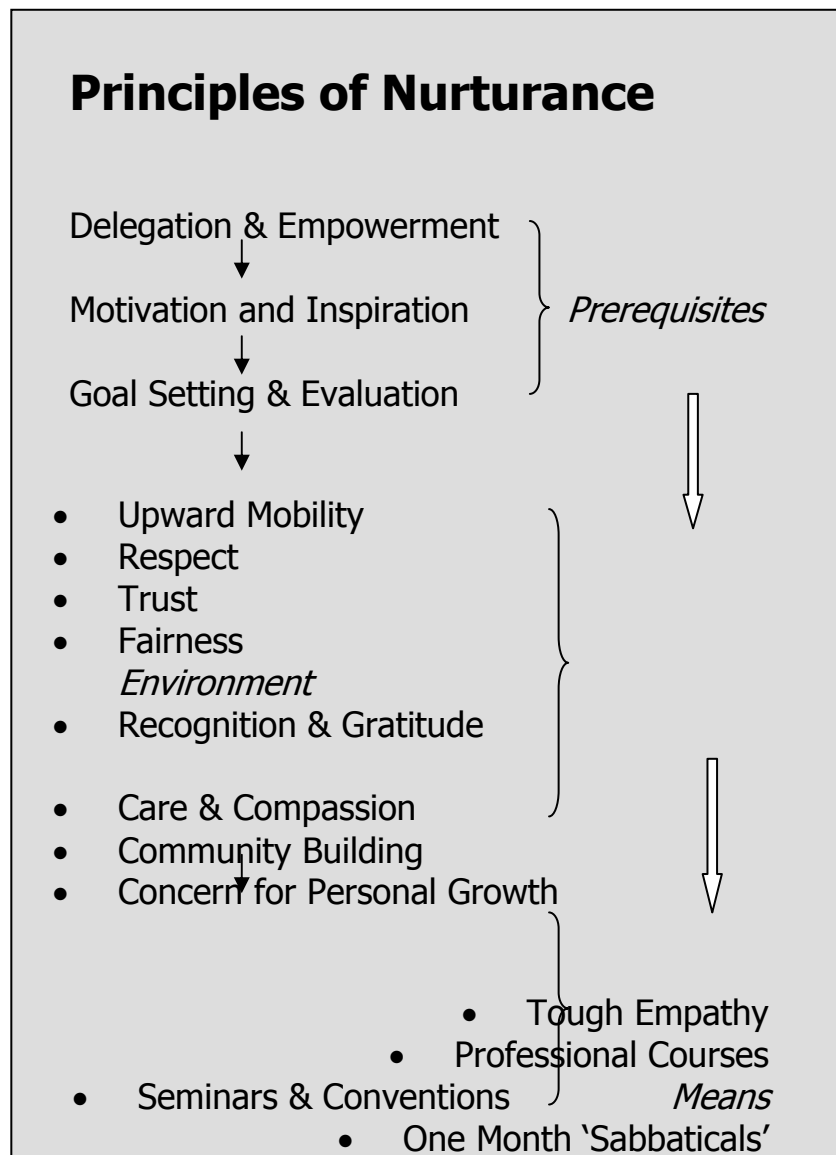 Principles of Nurturance
Delegation & Empowerment
Motivation and Inspiration
Prerequisites
Goal Setting & Evaluation
• Upward Mobility
• Respect
• Trust
• Fairness
Environment
• Recognition & Gratitude
• Care & Compassion
• Community Building
• Concern for Personal Growth
• Tough Empathy
• Professional Courses
• Seminars & Conventions Means
• One Month ‘Sabbaticals’